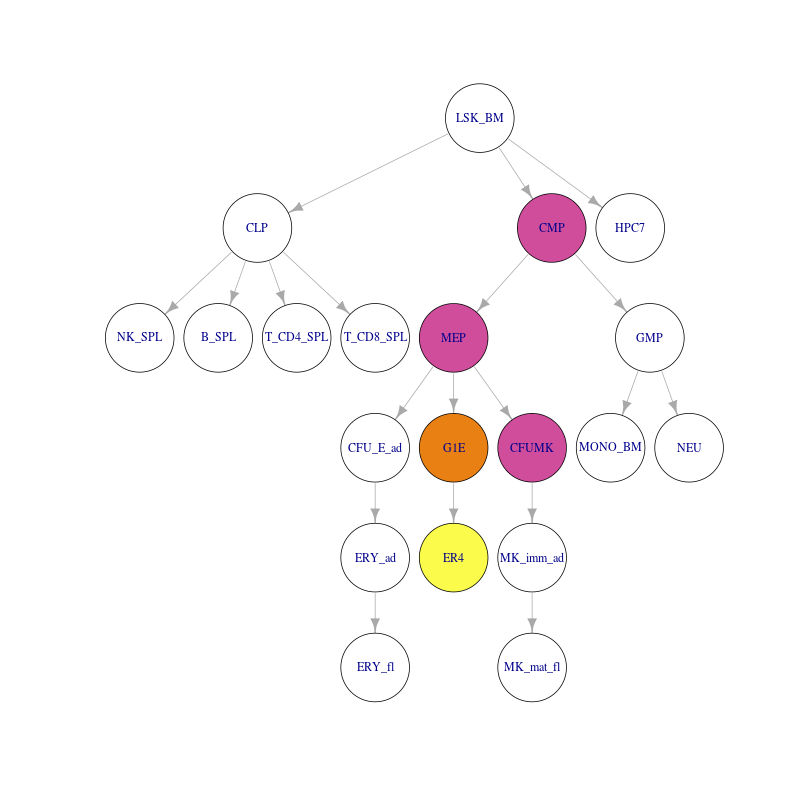 LSK_BM
CLP
CMP
HPC7
NK_SPL
B_SPL
T_CD4_SPL
T_CD8_SPL
MEP
GMP
CFU_E_ad
G1E
CFUMK
MONO_BM
NEU
ERY_ad
ER4
MK_imm_ad
ERY_fl
MK_mat_fl